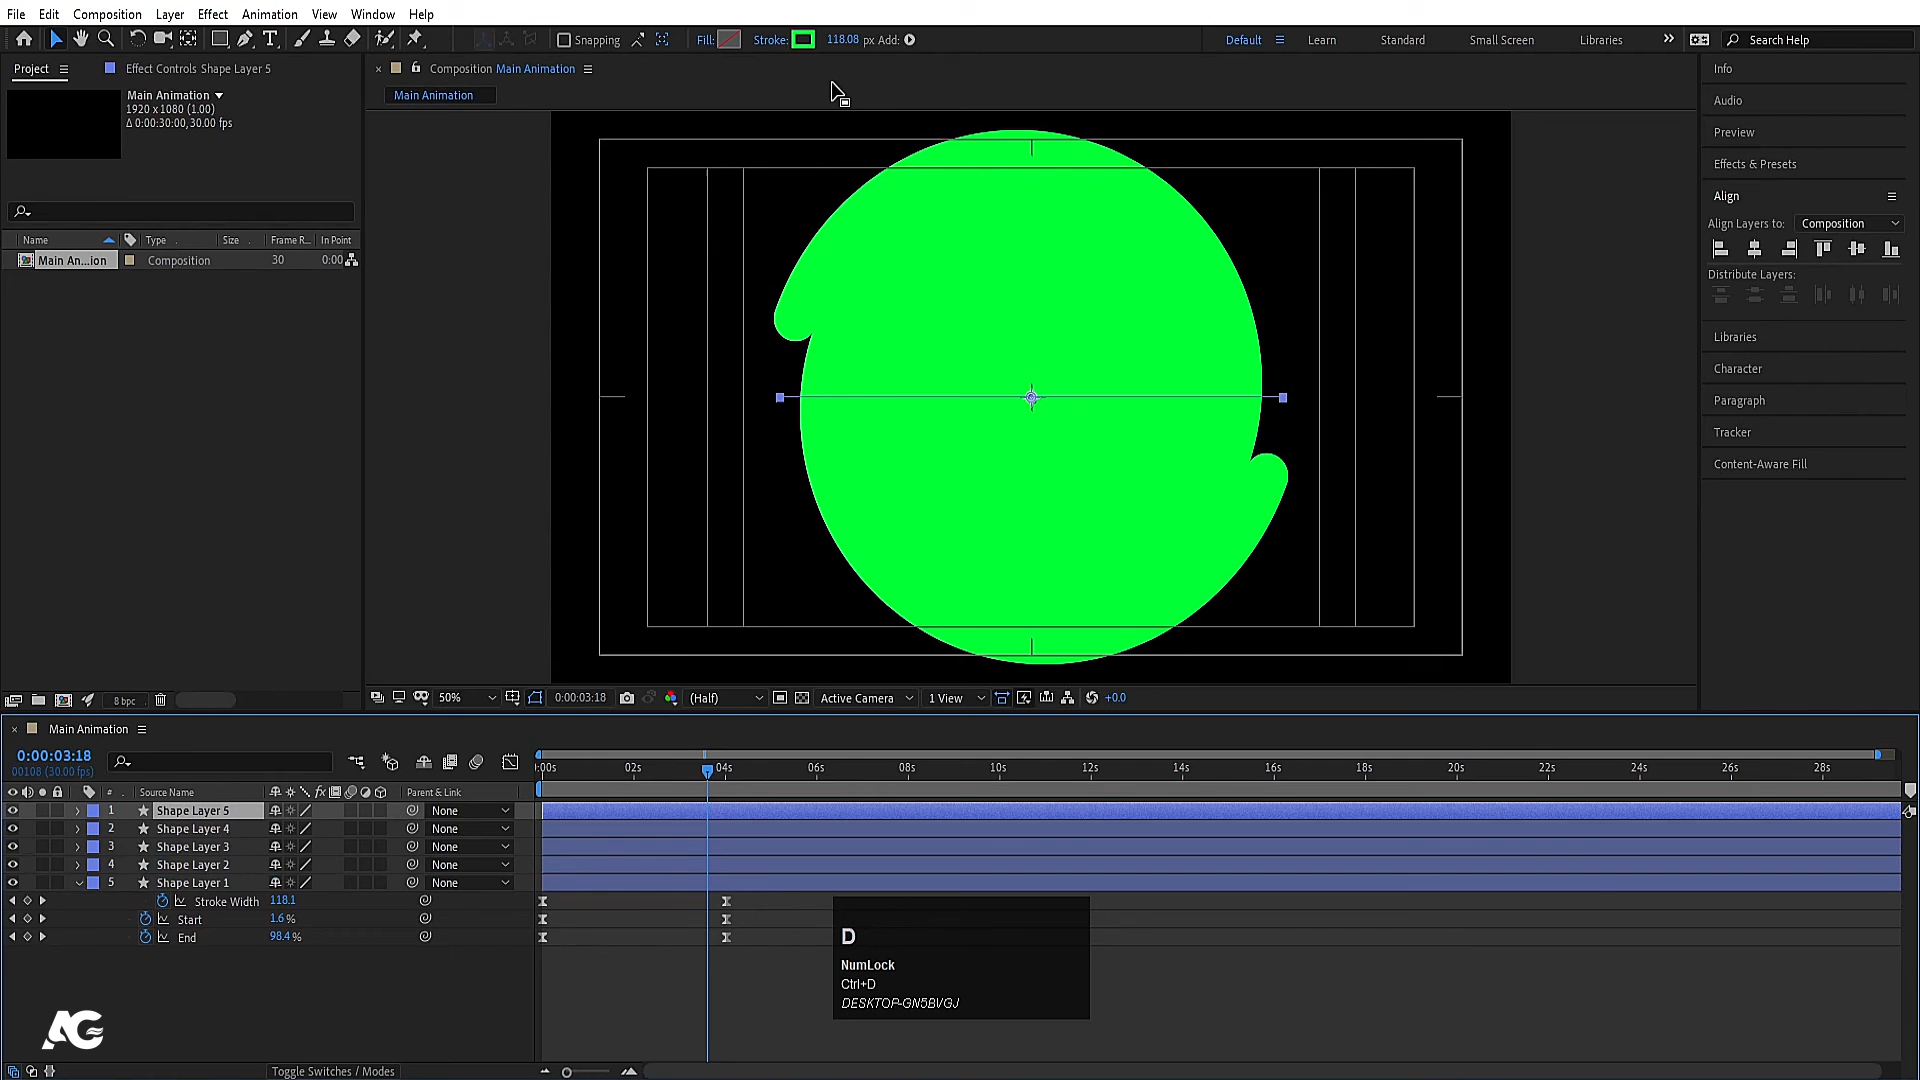 File Edit Composition Layer Effect Animation View Window Help
Snapping Fill: Stroke: 118.08 px Add: Default Learn Standard Small Screen Libraries Search Help
Project Effect Controls Shape Layer 5
Composition Main Animation
Main Animation
Main Animation
1920 x 1080 (1.00)
Δ 0:00:30:00, 30.00 fps
Name Type Size Frame R... In Point
Main An...ion Composition 30 0:00
8 bpc
50% 0:00:03:18 (Half) Active Camera 1 View +0.0
Info
Audio
Preview
Effects & Presets
Align
Align Layers to: Composition
Distribute Layers:
Libraries
Character
Paragraph
Tracker
Content-Aware Fill
Main Animation
0:00:03:18
00108 (30.00 fps)
:00s 02s 04s 06s 08s 10s 12s 14s 16s 18s 20s 22s 24s 26s 28s
# Source Name fx Parent & Link
1 Shape Layer 5 None
2 Shape Layer 4 None
3 Shape Layer 3 None
4 Shape Layer 2 None
5 Shape Layer 1 None
Stroke Width 118.1
Start 1.6 %
End 98.4 %
D
NumLock
Ctrl+D
DESKTOP-GN5BVGJ
AG
Toggle Switches / Modes